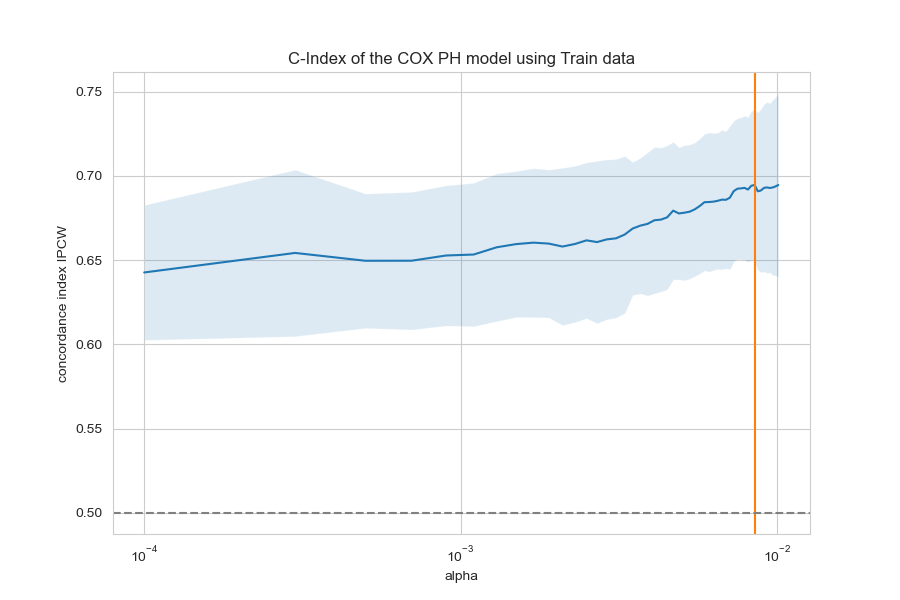 C-Index of the COX PH model using Train data
concordance index IPCW
0.75
0.70
0.65
0.60
0.55
0.50
10⁻⁴ 10⁻³ 10⁻²
alpha